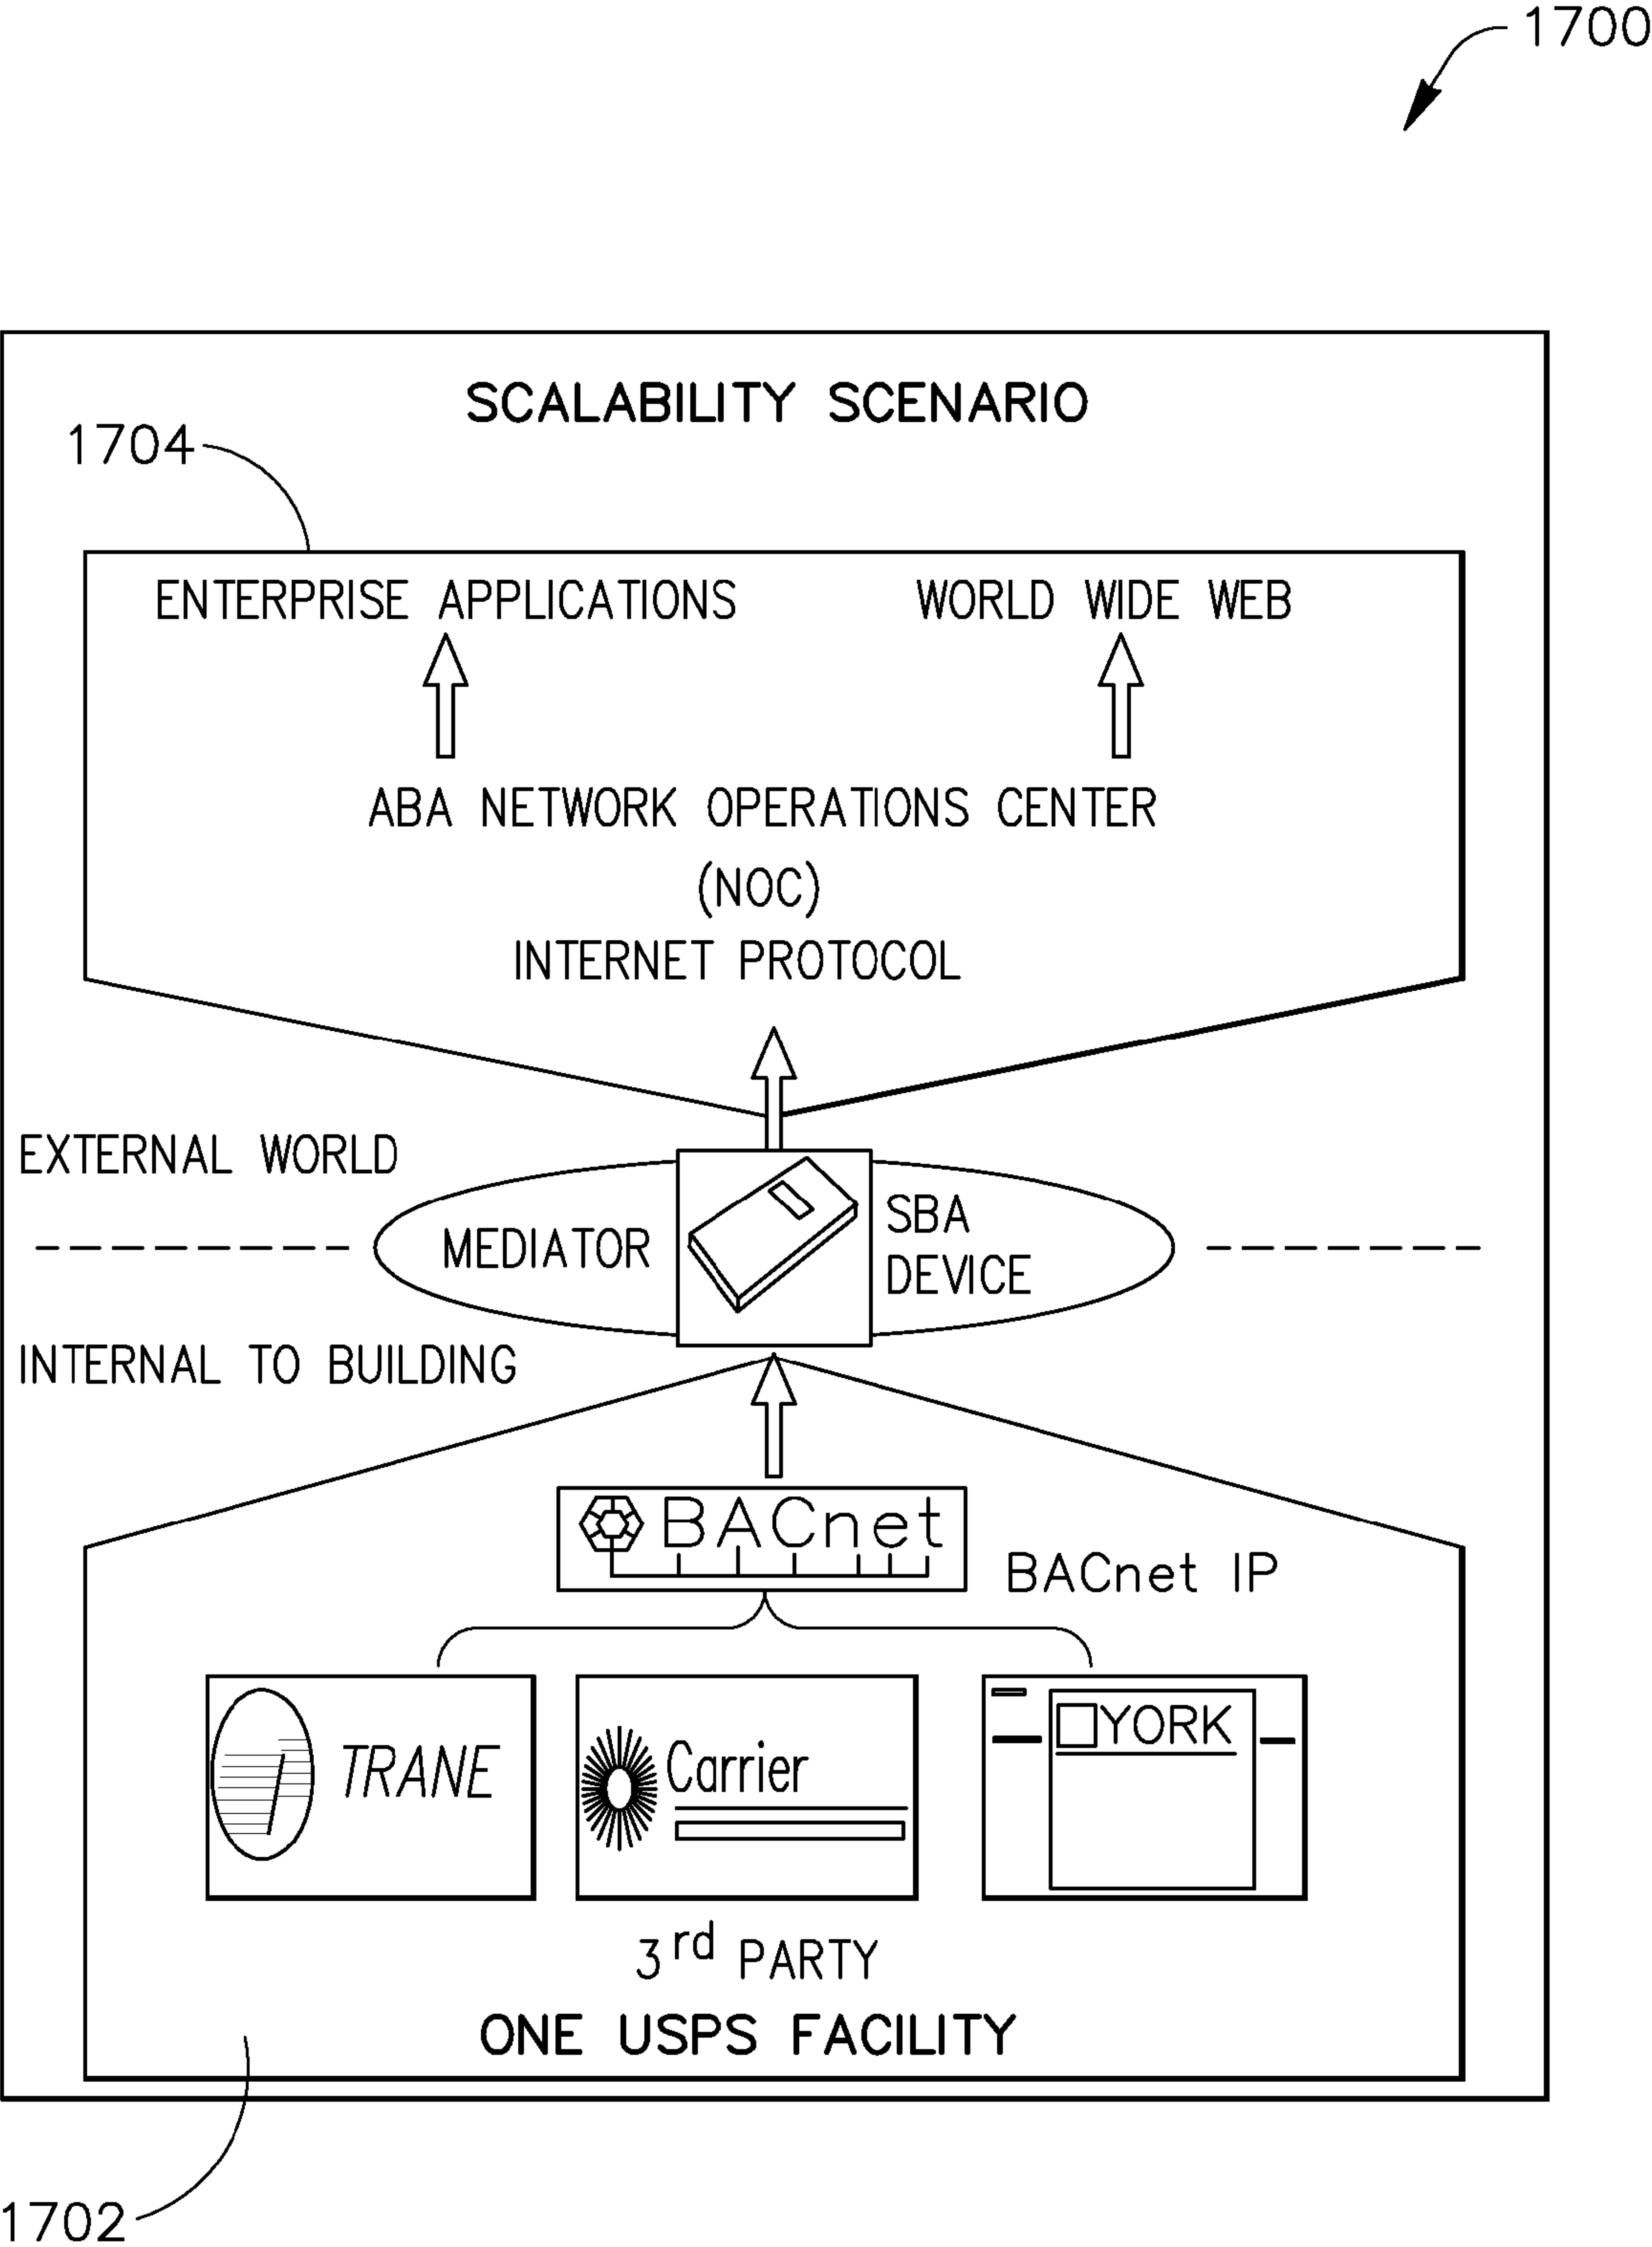 1700
SCALABILITY SCENARIO
1704
ENTERPRISE APPLICATIONS
WORLD WIDE WEB
ABA NETWORK OPERATIONS CENTER
(NOC)
INTERNET PROTOCOL
EXTERNAL WORLD
MEDIATOR
SBA
DEVICE
INTERNAL TO BUILDING
BACnet
BACnet IP
TRANE
Carrier
YORK
3rd PARTY
ONE USPS FACILITY
1702